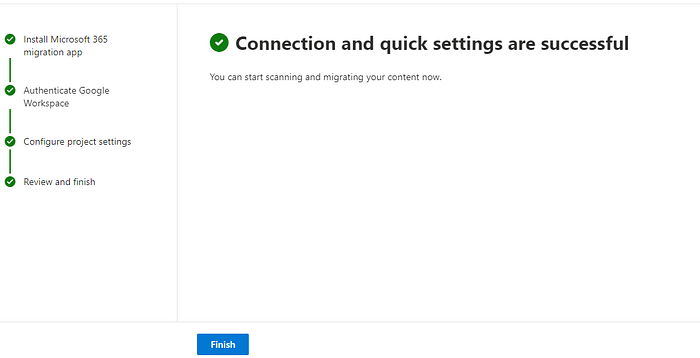 Install Microsoft 365
migration app
Authenticate Google
Workspace
Configure project settings
Review and finish
Connection and quick settings are successful
You can start scanning and migrating your content now.
Finish